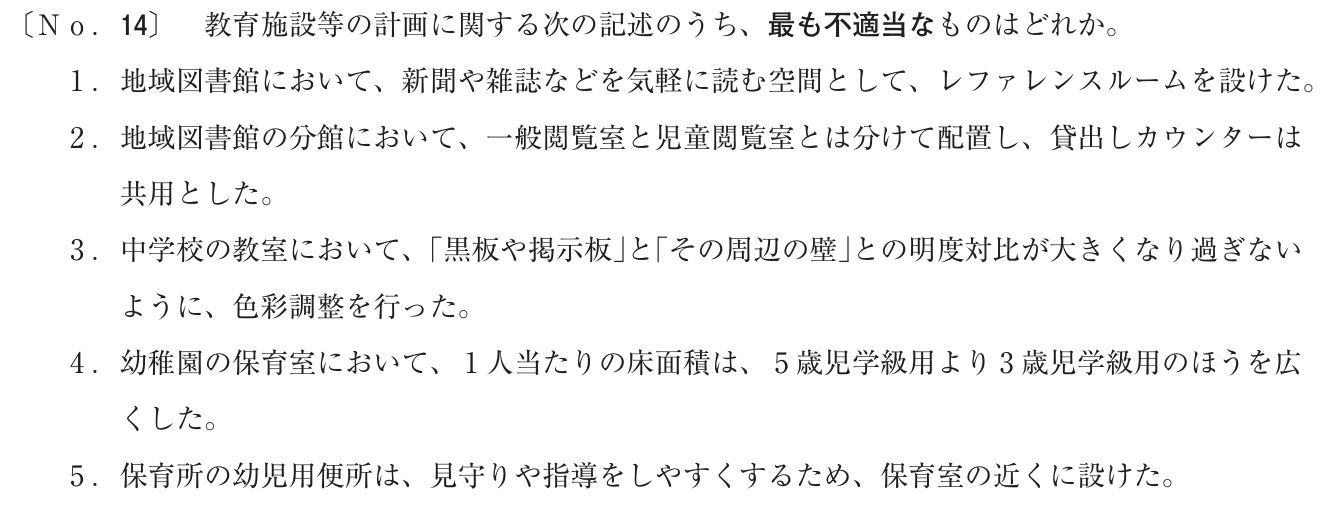 〔Ｎｏ．14〕　教育施設等の計画に関する次の記述のうち、最も不適当なものはどれか。
１．地域図書館において、新聞や雑誌などを気軽に読む空間として、レファレンスルームを設けた。
２．地域図書館の分館において、一般閲覧室と児童閲覧室とは分けて配置し、貸出しカウンターは
共用とした。
３．中学校の教室において、「黒板や掲示板」と「その周辺の壁」との明度対比が大きくなり過ぎない
ように、色彩調整を行った。
４．幼稚園の保育室において、１人当たりの床面積は、５歳児学級用より３歳児学級用のほうを広
くした。
５．保育所の幼児用便所は、見守りや指導をしやすくするため、保育室の近くに設けた。